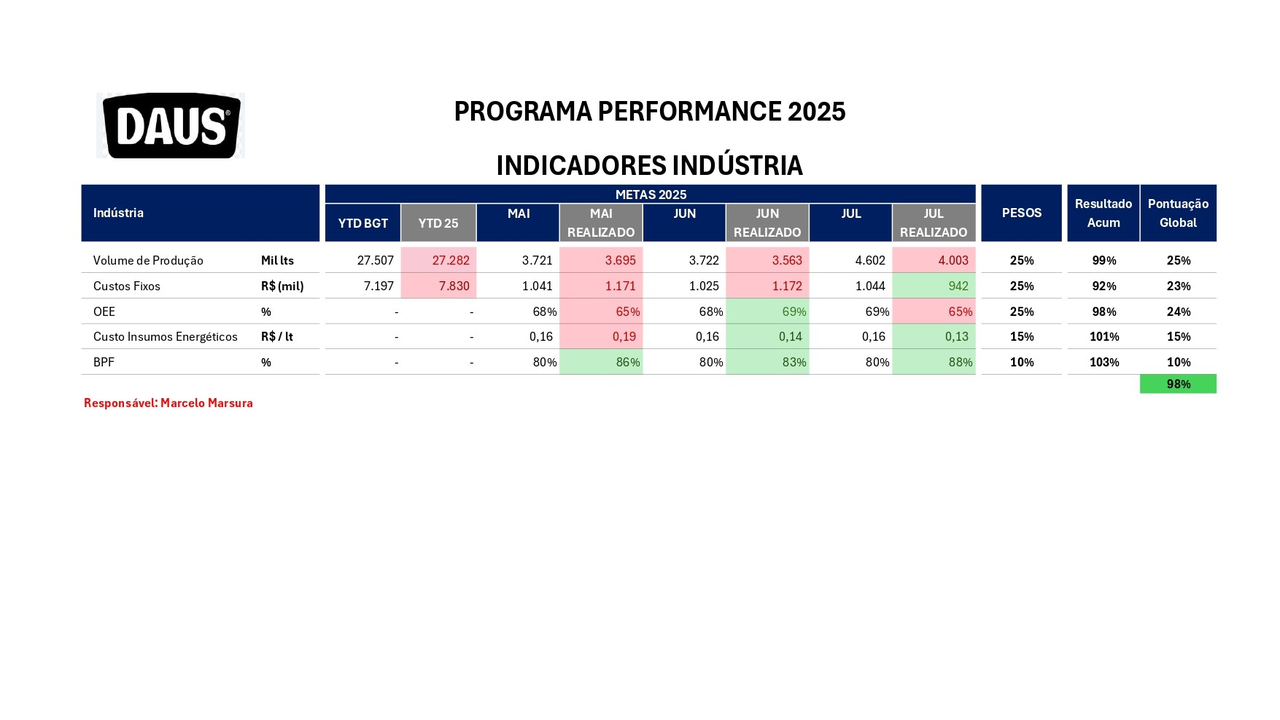 DAUS®
PROGRAMA PERFORMANCE 2025
INDICADORES INDÚSTRIA
Indústria METAS 2025 PESOS Resultado Acum Pontuação Global
YTD BGT YTD 25 MAI MAI REALIZADO JUN JUN REALIZADO JUL JUL REALIZADO
Volume de Produção Mil lts 27.507 27.282 3.721 3.695 3.722 3.563 4.602 4.003 25% 99% 25%
Custos Fixos R$ (mil) 7.197 7.830 1.041 1.171 1.025 1.172 1.044 942 25% 92% 23%
OEE % - - 68% 65% 68% 69% 69% 65% 25% 98% 24%
Custo Insumos Energéticos R$ / lt - - 0,16 0,19 0,16 0,14 0,16 0,13 15% 101% 15%
BPF % - - 80% 86% 80% 83% 80% 88% 10% 103% 10%
98%
Responsável: Marcelo Marsura